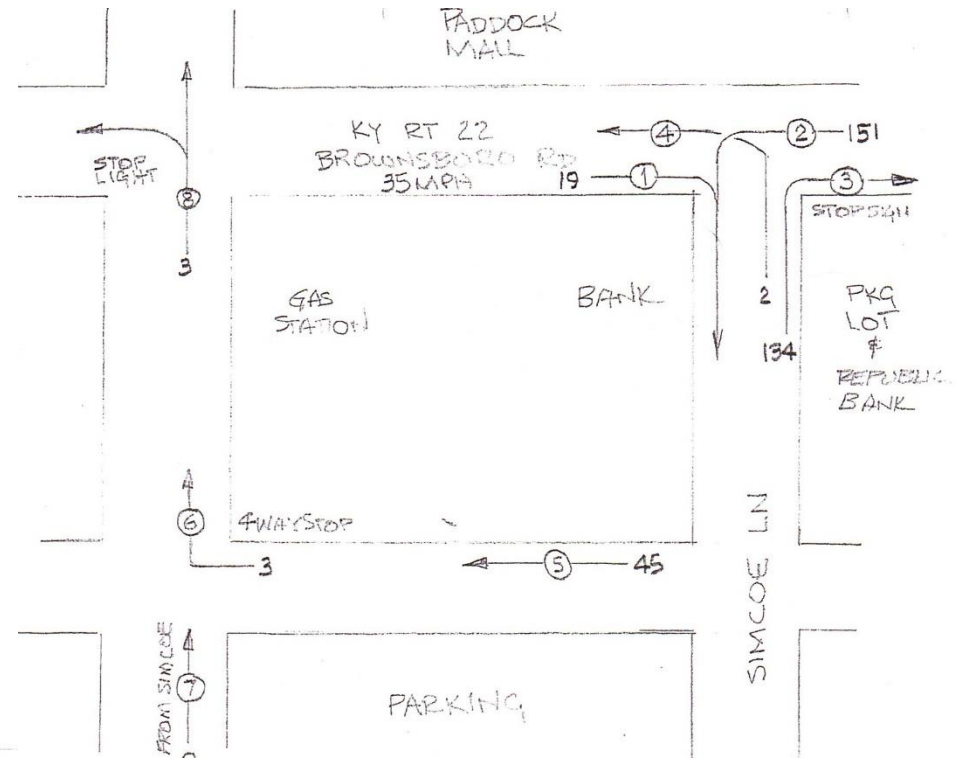 PADDOCK
MALL
KY RT 22
BROWNSBORO RD
35 MPH
STOP
LIGHT
④
②
151
19
①
③
STOP SIGN
⑧
3
GAS
STATION
BANK
2
134
PKG
LOT
&
REPUBLIC
BANK
⑥
4 WAY STOP
3
⑤
45
SIMCOE LN
FROM SIMCOE
⑦
PARKING